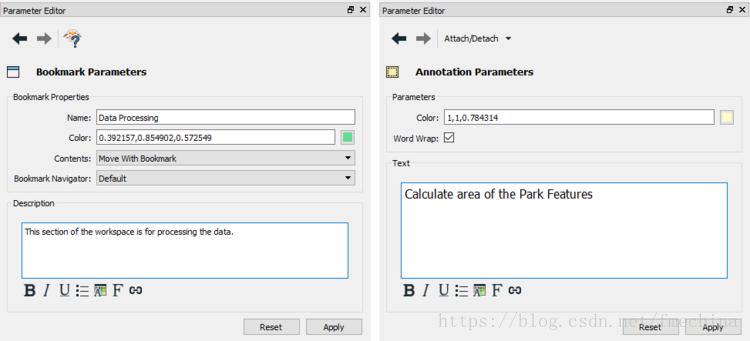 Parameter Editor
Bookmark Parameters
Bookmark Properties
Name: Data Processing
Color: 0.392157,0.854902,0.572549
Contents: Move With Bookmark
Bookmark Navigator: Default
Description
This section of the workspace is for processing the data.
B I U F
Reset Apply
Parameter Editor
Attach/Detach
Annotation Parameters
Parameters
Color: 1,1,0.784314
Word Wrap:
Text
Calculate area of the Park Features
B I U F
Reset Apply
https://blog.csdn.net/fmechina